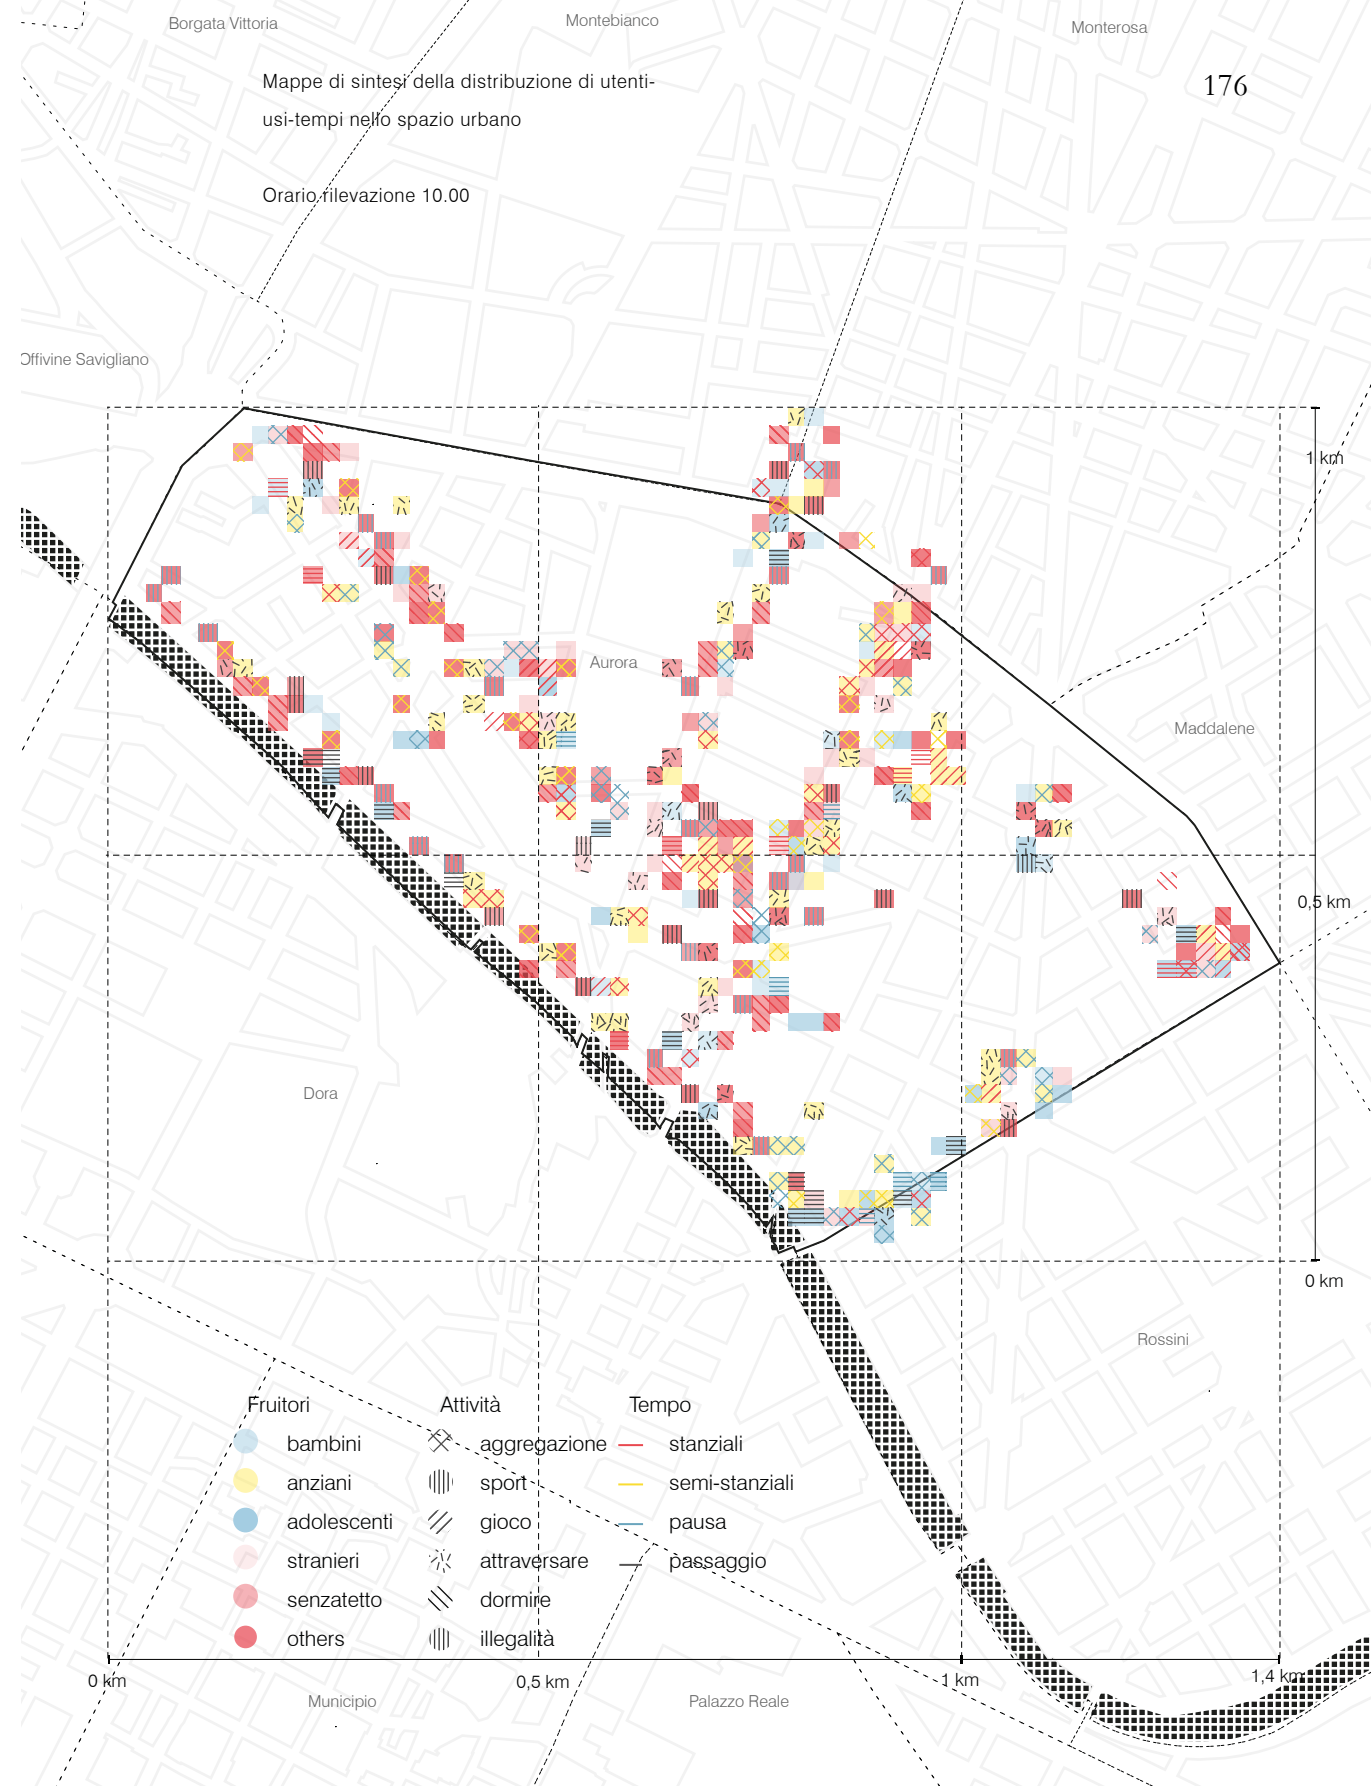 Borgata Vittoria
Montebianco
Monterosa
Mappe di sintesi della distribuzione di utenti-
usi-tempi nello spazio urbano
176
Orario rilevazione 10.00
Offivine Savigliano
1 km
Aurora
Maddalene
0,5 km
Dora
0 km
Rossini
Fruitori
bambini
anziani
adolescenti
stranieri
senzatetto
others
Attività
aggregazione
sport
gioco
attraversare
dormire
illegalità
Tempo
stanziali
semi-stanziali
pausa
passaggio
0 km
0,5 km
1 km
1,4 km
Municipio
Palazzo Reale